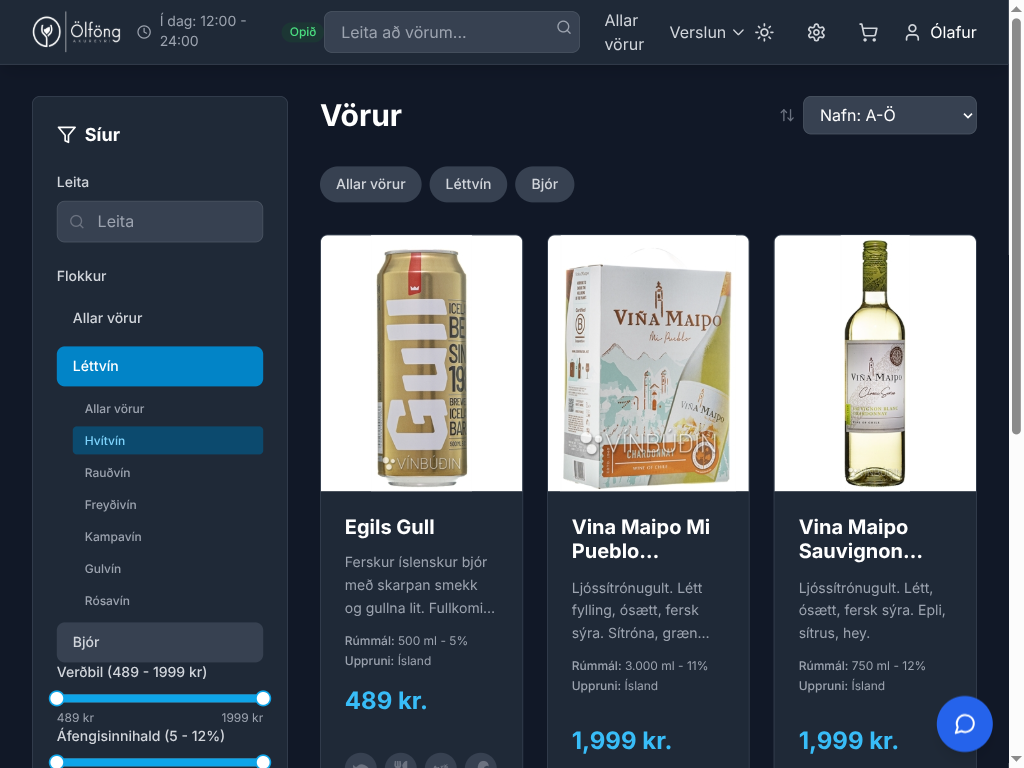 Ölföng
Í dag: 12:00 -
24:00
Opið
Leita að vörum...
Allar
vörur
Verslun
Ólafur
Síur
Leita
Leita
Flokkur
Allar vörur
Léttvín
Allar vörur
Hvítvín
Rauðvín
Freyðivín
Kampavín
Gulvín
Rósavín
Bjór
Verðbil (489 - 1999 kr)
489 kr
1999 kr
Áfengisinnihald (5 - 12%)
Vörur
Nafn: A-Ö
Allar vörur
Léttvín
Bjór
Gull
VÍNBÚÐIN
Egils Gull
Ferskur íslenskur bjór
með skarpan smekk
og gullna lit. Fullkomi...
Rúmmál: 500 ml - 5%
Uppruni: Ísland
489 kr.
VIÑA MAIPO
Mi Pueblo
VIÑA MAIPO
VÍNBÚÐIN
CHARDONNAY
WINE OF CHILE
Vina Maipo Mi
Pueblo...
Ljóssítrónugult. Létt
fylling, ósætt, fersk
sýra. Sítróna, græn...
Rúmmál: 3.000 ml - 11%
Uppruni: Ísland
1,999 kr.
VIÑA MAIPO
Vina Maipo
Sauvignon...
Ljóssítrónugult. Létt,
ósætt, fersk sýra. Epli,
sítrus, hey.
Rúmmál: 750 ml - 12%
Uppruni: Ísland
1,999 kr.